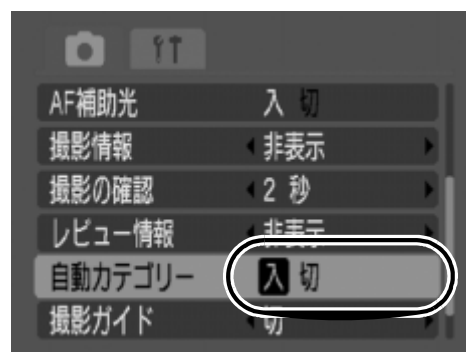 AF補助光 入 切
撮影情報 非表示
撮影の確認 2 秒
レビュー情報 非表示
自動カテゴリー 入 切
撮影ガイド 切